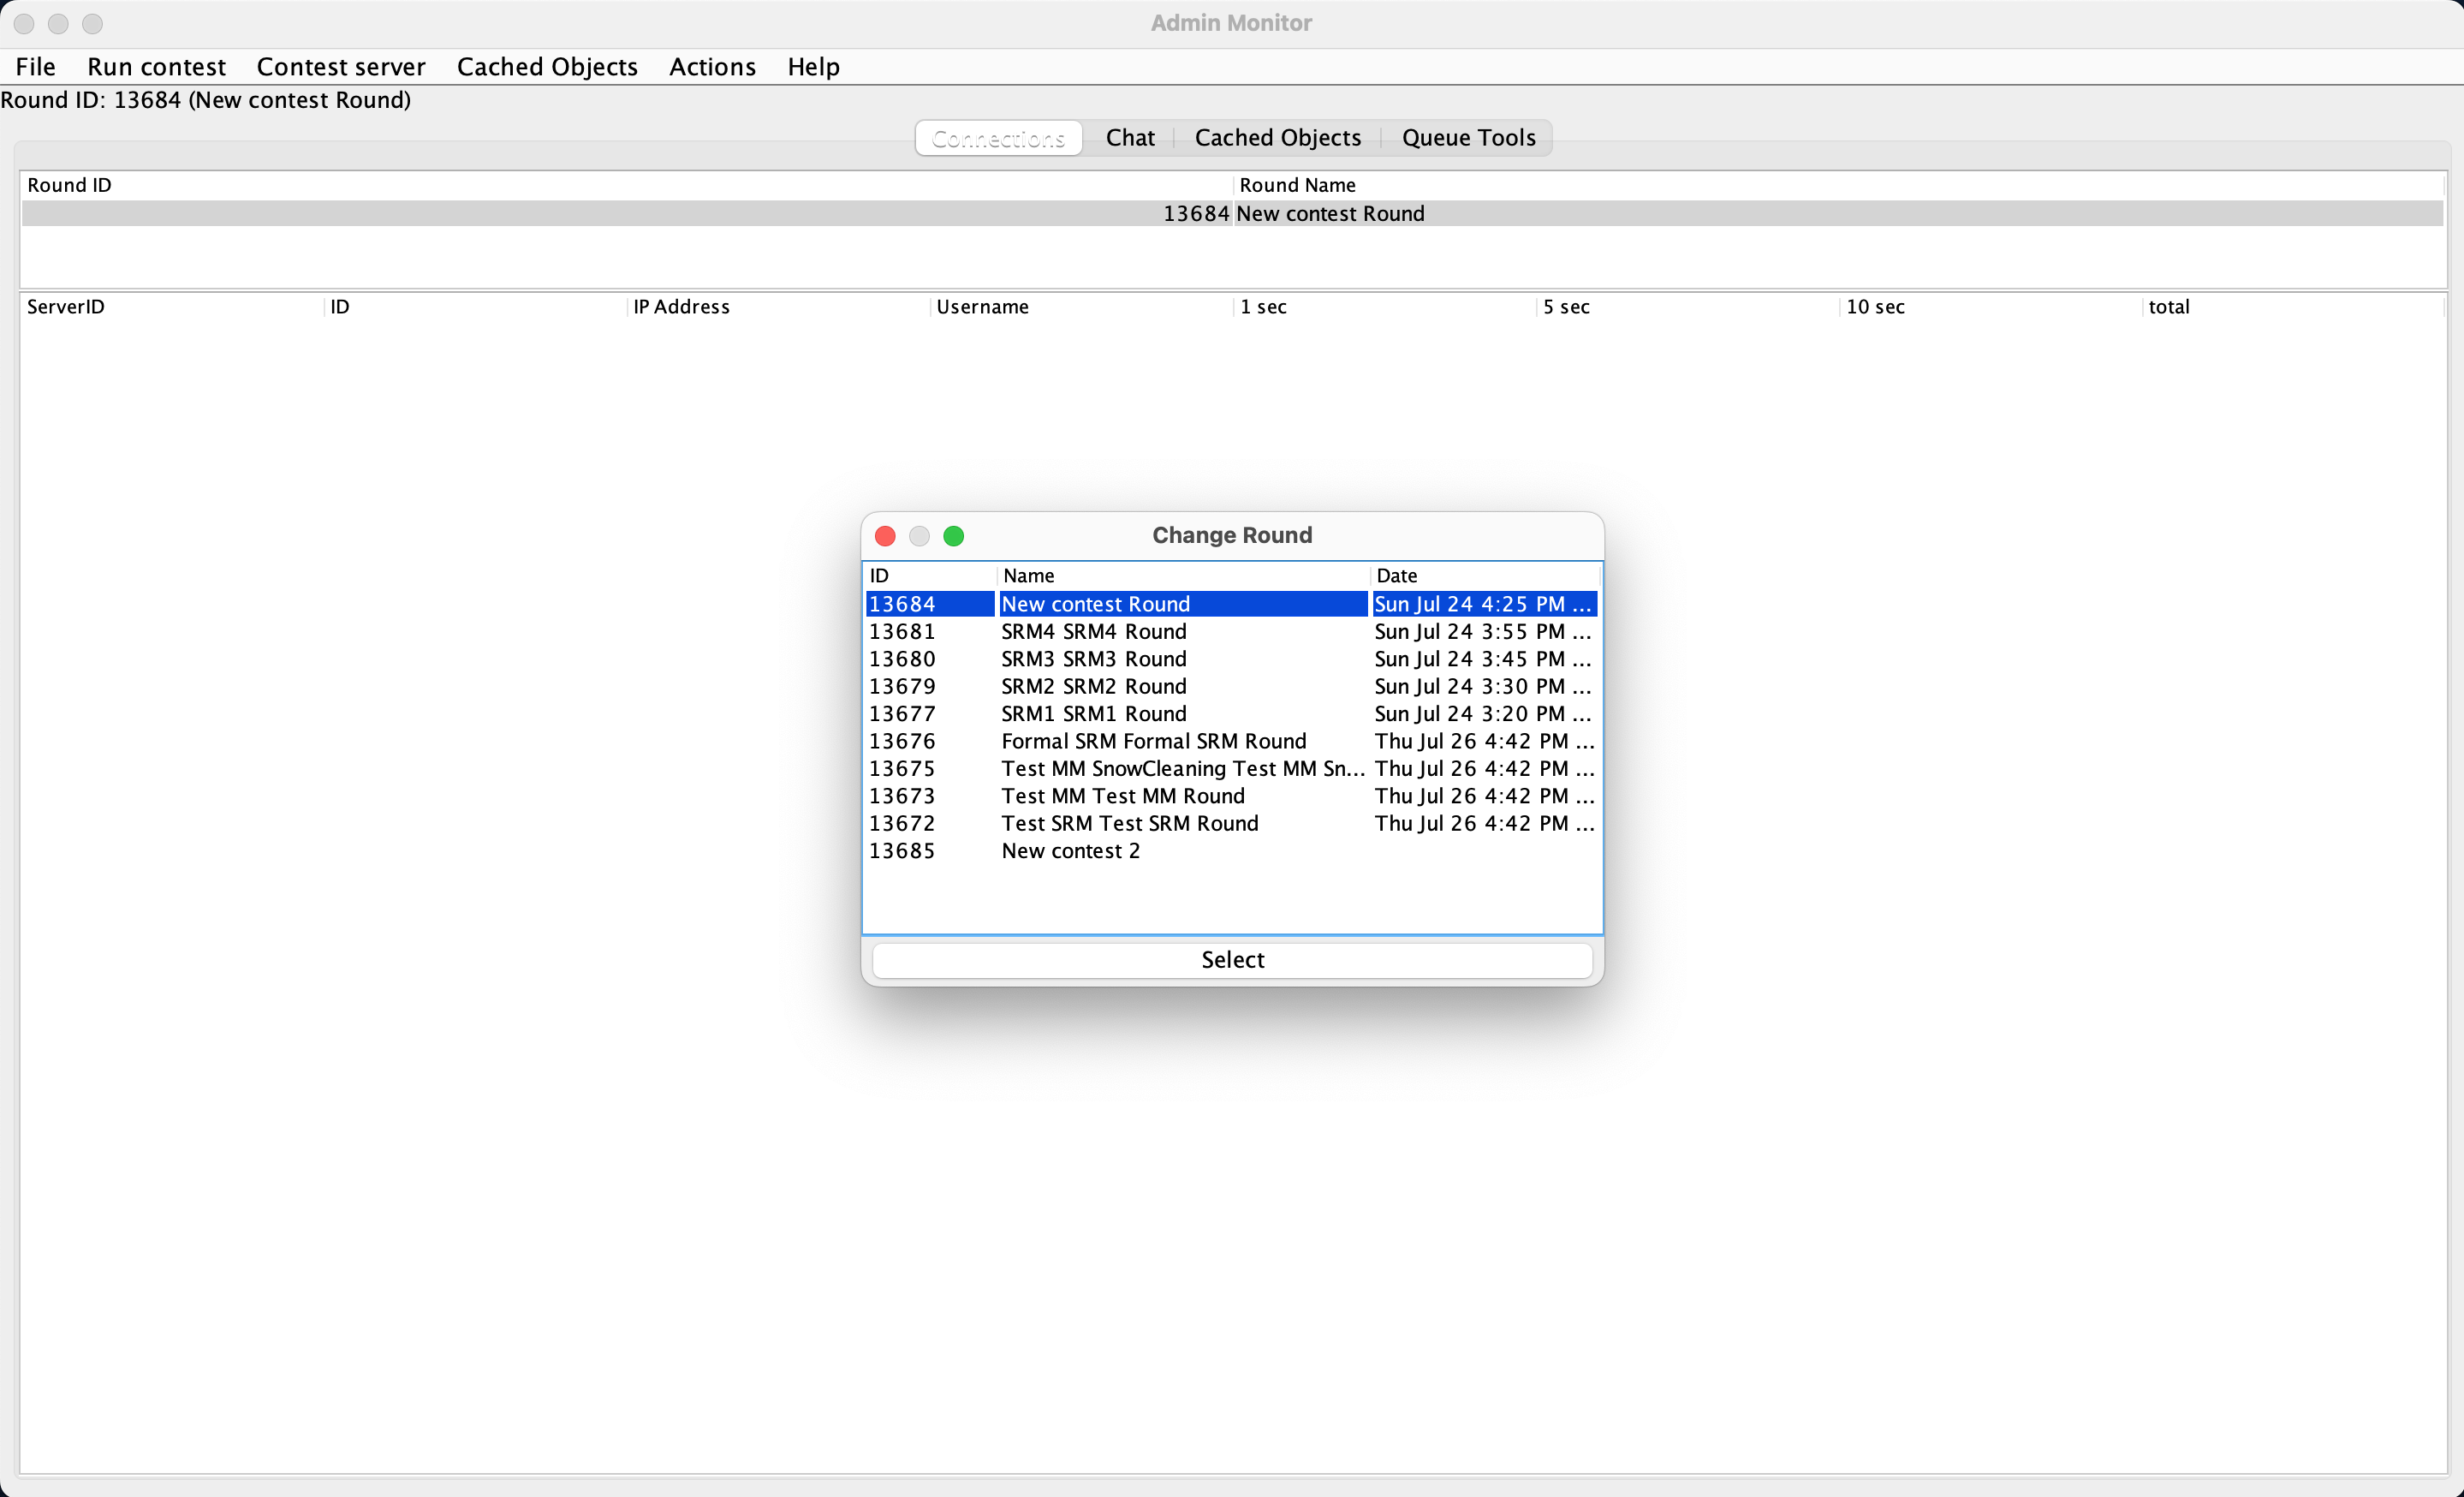 Admin Monitor
File Run contest Contest server Cached Objects Actions Help
Round ID: 13684 (New contest Round)
Connections Chat Cached Objects Queue Tools
Round ID Round Name
13684 New contest Round
ServerID ID IP Address Username 1 sec 5 sec 10 sec total
Change Round
ID Name Date
13684 New contest Round Sun Jul 24 4:25 PM ...
13681 SRM4 SRM4 Round Sun Jul 24 3:55 PM ...
13680 SRM3 SRM3 Round Sun Jul 24 3:45 PM ...
13679 SRM2 SRM2 Round Sun Jul 24 3:30 PM ...
13677 SRM1 SRM1 Round Sun Jul 24 3:20 PM ...
13676 Formal SRM Formal SRM Round Thu Jul 26 4:42 PM ...
13675 Test MM SnowCleaning Test MM Sn... Thu Jul 26 4:42 PM ...
13673 Test MM Test MM Round Thu Jul 26 4:42 PM ...
13672 Test SRM Test SRM Round Thu Jul 26 4:42 PM ...
13685 New contest 2
Select